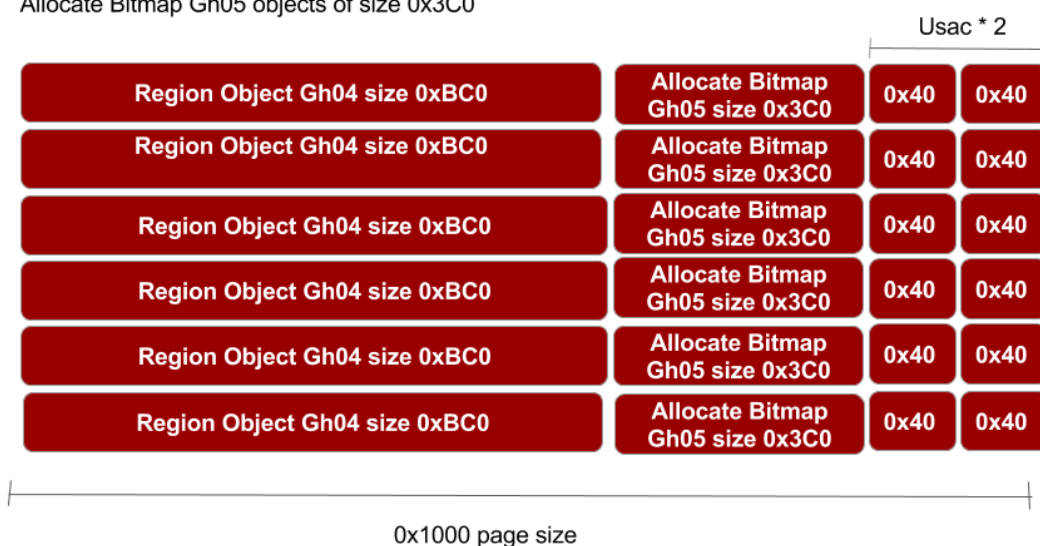 Allocate Bitmap Gh05 objects of size 0x3C0
Usac * 2
Region Object Gh04 size 0xBC0
Allocate Bitmap
Gh05 size 0x3C0
0x40
0x40
Region Object Gh04 size 0xBC0
Allocate Bitmap
Gh05 size 0x3C0
0x40
0x40
Region Object Gh04 size 0xBC0
Allocate Bitmap
Gh05 size 0x3C0
0x40
0x40
Region Object Gh04 size 0xBC0
Allocate Bitmap
Gh05 size 0x3C0
0x40
0x40
Region Object Gh04 size 0xBC0
Allocate Bitmap
Gh05 size 0x3C0
0x40
0x40
Region Object Gh04 size 0xBC0
Allocate Bitmap
Gh05 size 0x3C0
0x40
0x40
0x1000 page size